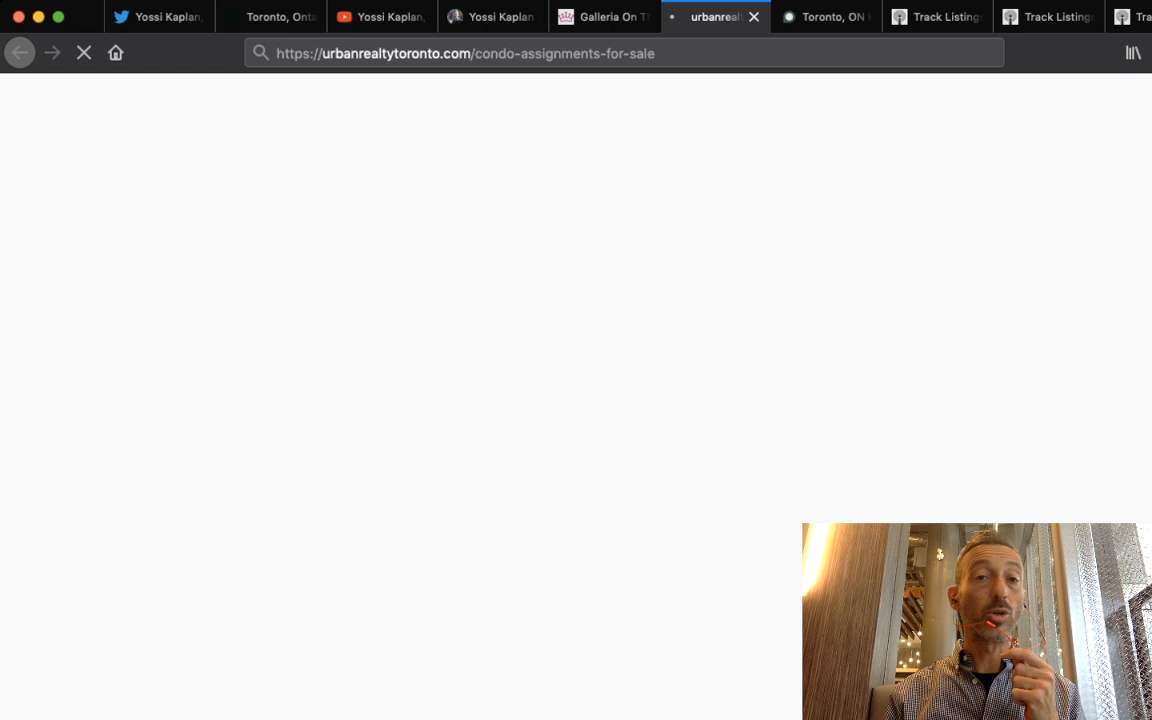 Yossi Kaplan,
Toronto, Onta
Yossi Kaplan,
Yossi Kaplan
Galleria On T
urbanreal
Toronto, ON
Track Listing
Track Listing
Tra
https://urbanrealtytoronto.com/condo-assignments-for-sale